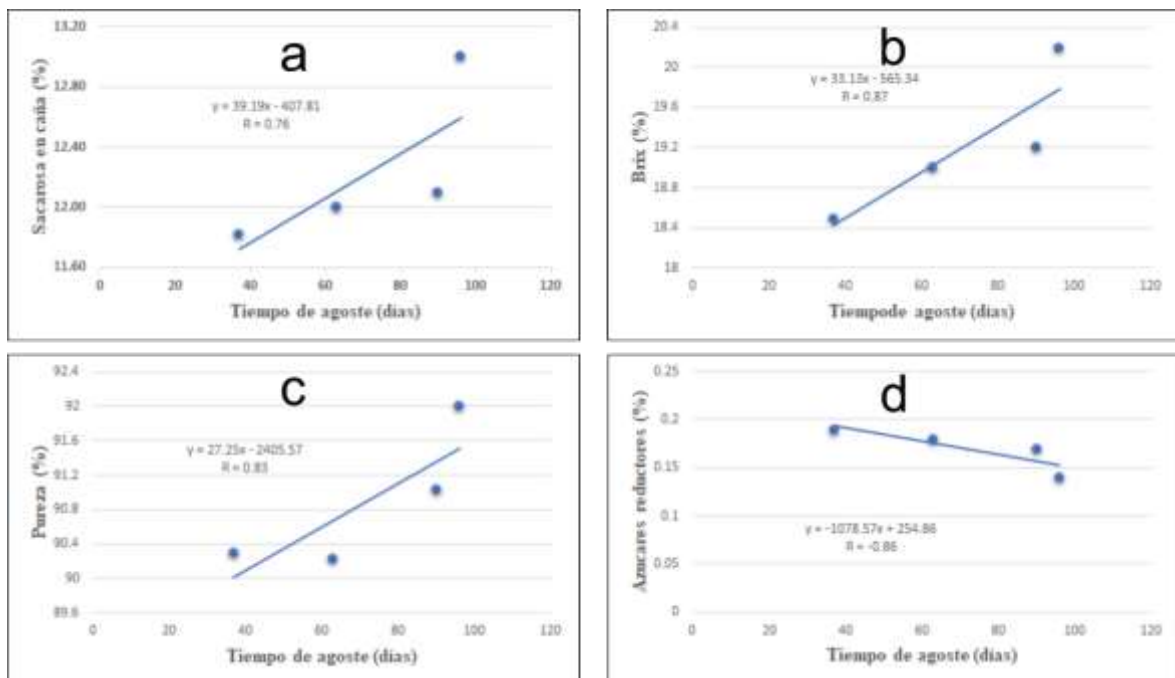 a
Sacarosa en caña (%)
13.20
12.80
12.40
12.00
11.60
y = 39.19x - 407.81
R = 0.76
0 20 40 60 80 100 120
Tiempo de agoste (días)
b
Brix (%)
20.4
20
19.6
19.2
18.8
18.4
18
y = 33.13x - 565.34
R = 0.87
0 20 40 60 80 100 120
Tiempode agoste (días)
c
Pureza (%)
92.4
92
91.6
91.2
90.8
90.4
90
89.6
y = 27.25x - 2405.57
R = 0.83
0 20 40 60 80 100 120
Tiempo de agoste (días)
d
Azucares reductores (%)
0.25
0.2
0.15
0.1
0.05
0
y = -1078.57x + 254.86
R = -0.86
0 20 40 60 80 100 120
Tiempo de agoste (días)